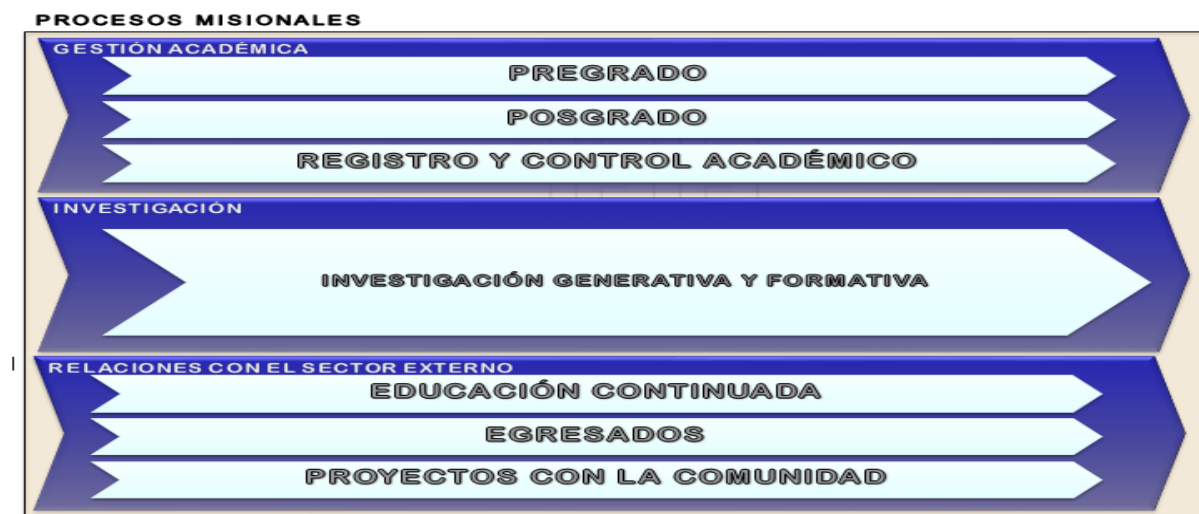 PROCESOS MISIONALES
GESTIÓN ACADÉMICA
PREGRADO
POSGRADO
REGISTRO Y CONTROL ACADÉMICO
INVESTIGACIÓN
INVESTIGACIÓN GENERATIVA Y FORMATIVA
RELACIONES CON EL SECTOR EXTERNO
EDUCACIÓN CONTINUADA
EGRESADOS
PROYECTOS CON LA COMUNIDAD